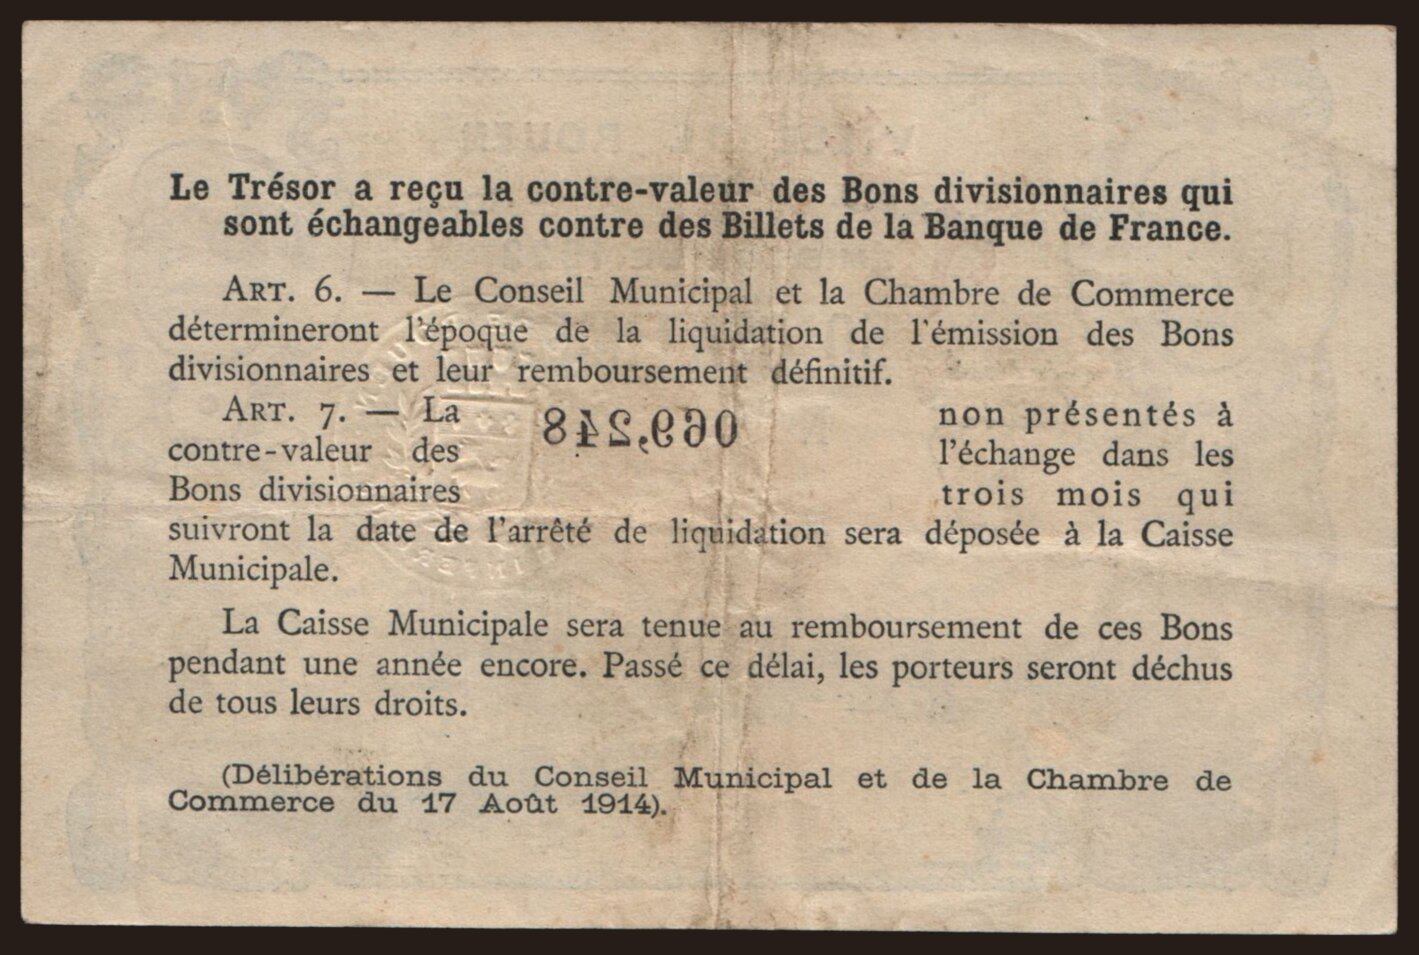 Le Trésor a reçu la contre-valeur des Bons divisionnaires qui
sont échangeables contre des Billets de la Banque de France.
ART. 6. — Le Conseil Municipal et la Chambre de Commerce
détermineront l'époque de la liquidation de l'émission des Bons
divisionnaires et leur remboursement définitif.
ART. 7. — La 069,248 non présentés à
contre-valeur des l'échange dans les
Bons divisionnaires trois mois qui
suivront la date de l'arrêté de liquidation sera déposée à la Caisse
Municipale.
La Caisse Municipale sera tenue au remboursement de ces Bons
pendant une année encore. Passé ce délai, les porteurs seront déchus
de tous leurs droits.
(Délibérations du Conseil Municipal et de la Chambre de
Commerce du 17 Août 1914).